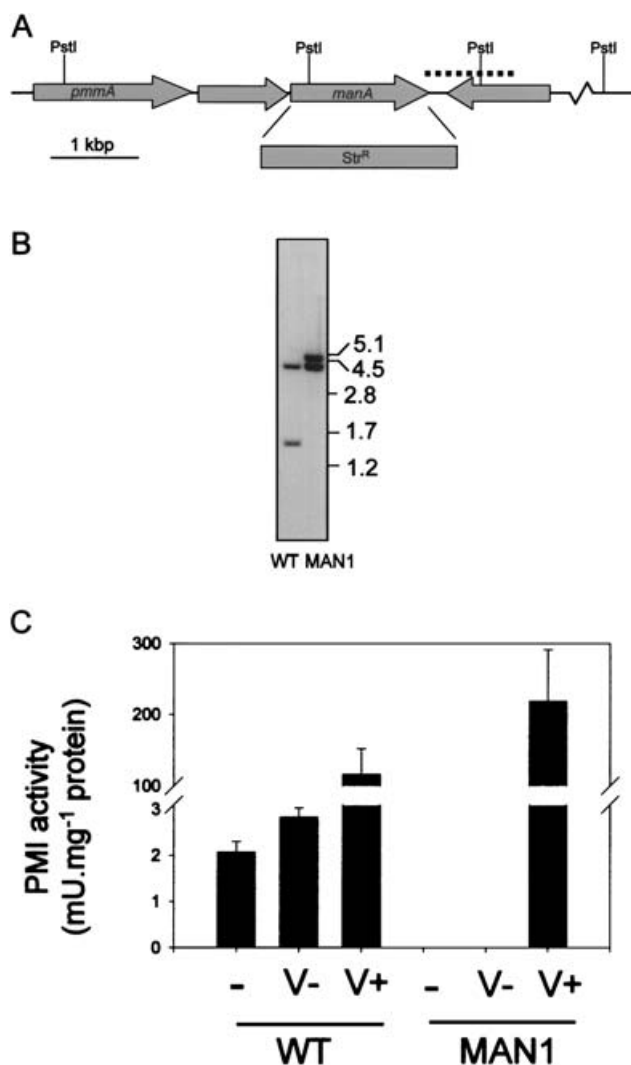 A
PstI PstI PstI PstI
pmmA manA
1 kbp
StrR
B
5.1
4.5
2.8
1.7
1.2
WT MAN1
C
PMI activity
(mU.mg-1 protein)
300
200
100
3
2
1
0
- V- V+ - V- V+
WT MAN1